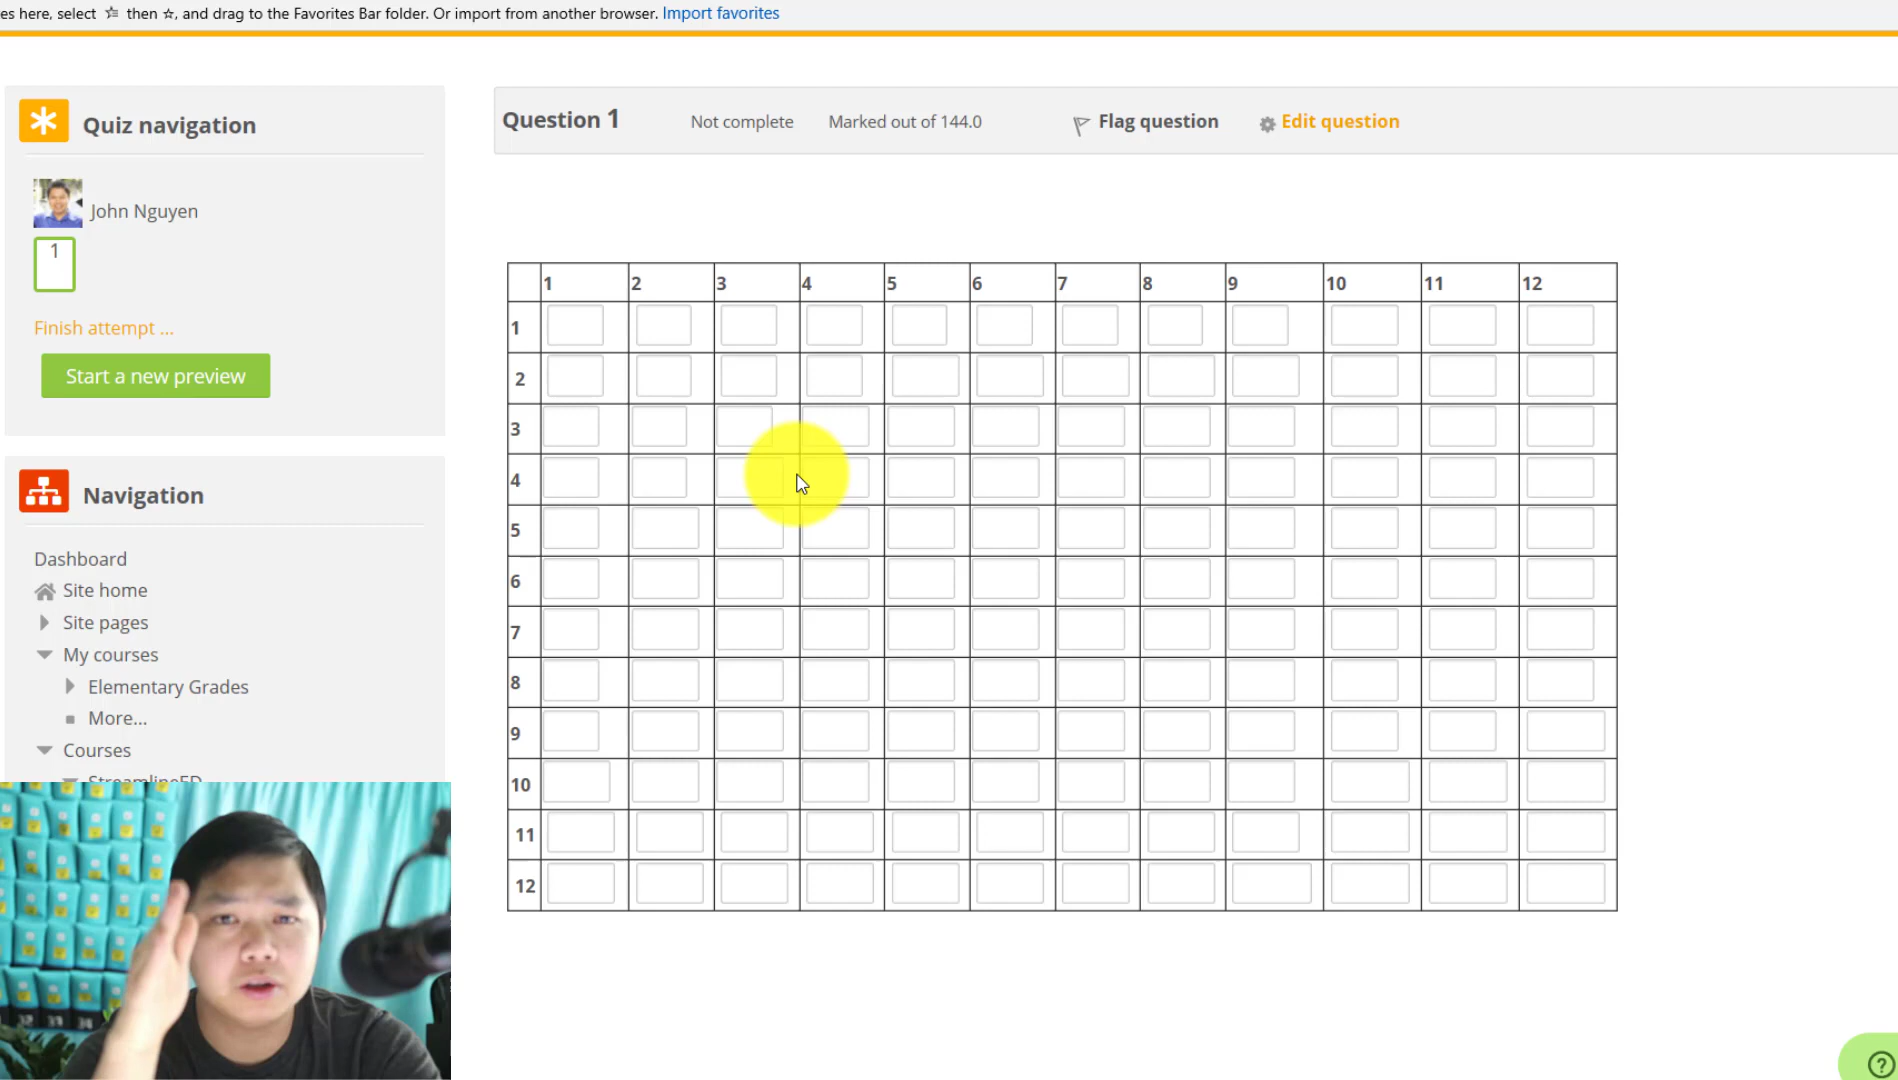 es here, select then , and drag to the Favorites Bar folder. Or import from another browser. Import favorites
Quiz navigation
John Nguyen
1
Finish attempt ...
Start a new preview
Navigation
Dashboard
Site home
Site pages
My courses
Elementary Grades
More...
Courses
StreamlineED
Question 1 Not complete Marked out of 144.0 Flag question Edit question
1 2 3 4 5 6 7 8 9 10 11 12
1
2
3
4
5
6
7
8
9
10
11
12